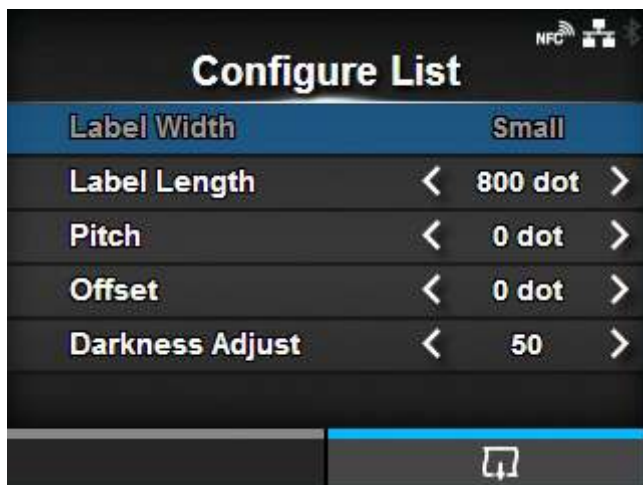 NFC
Configure List
Label Width Small
Label Length 800 dot
Pitch 0 dot
Offset 0 dot
Darkness Adjust 50